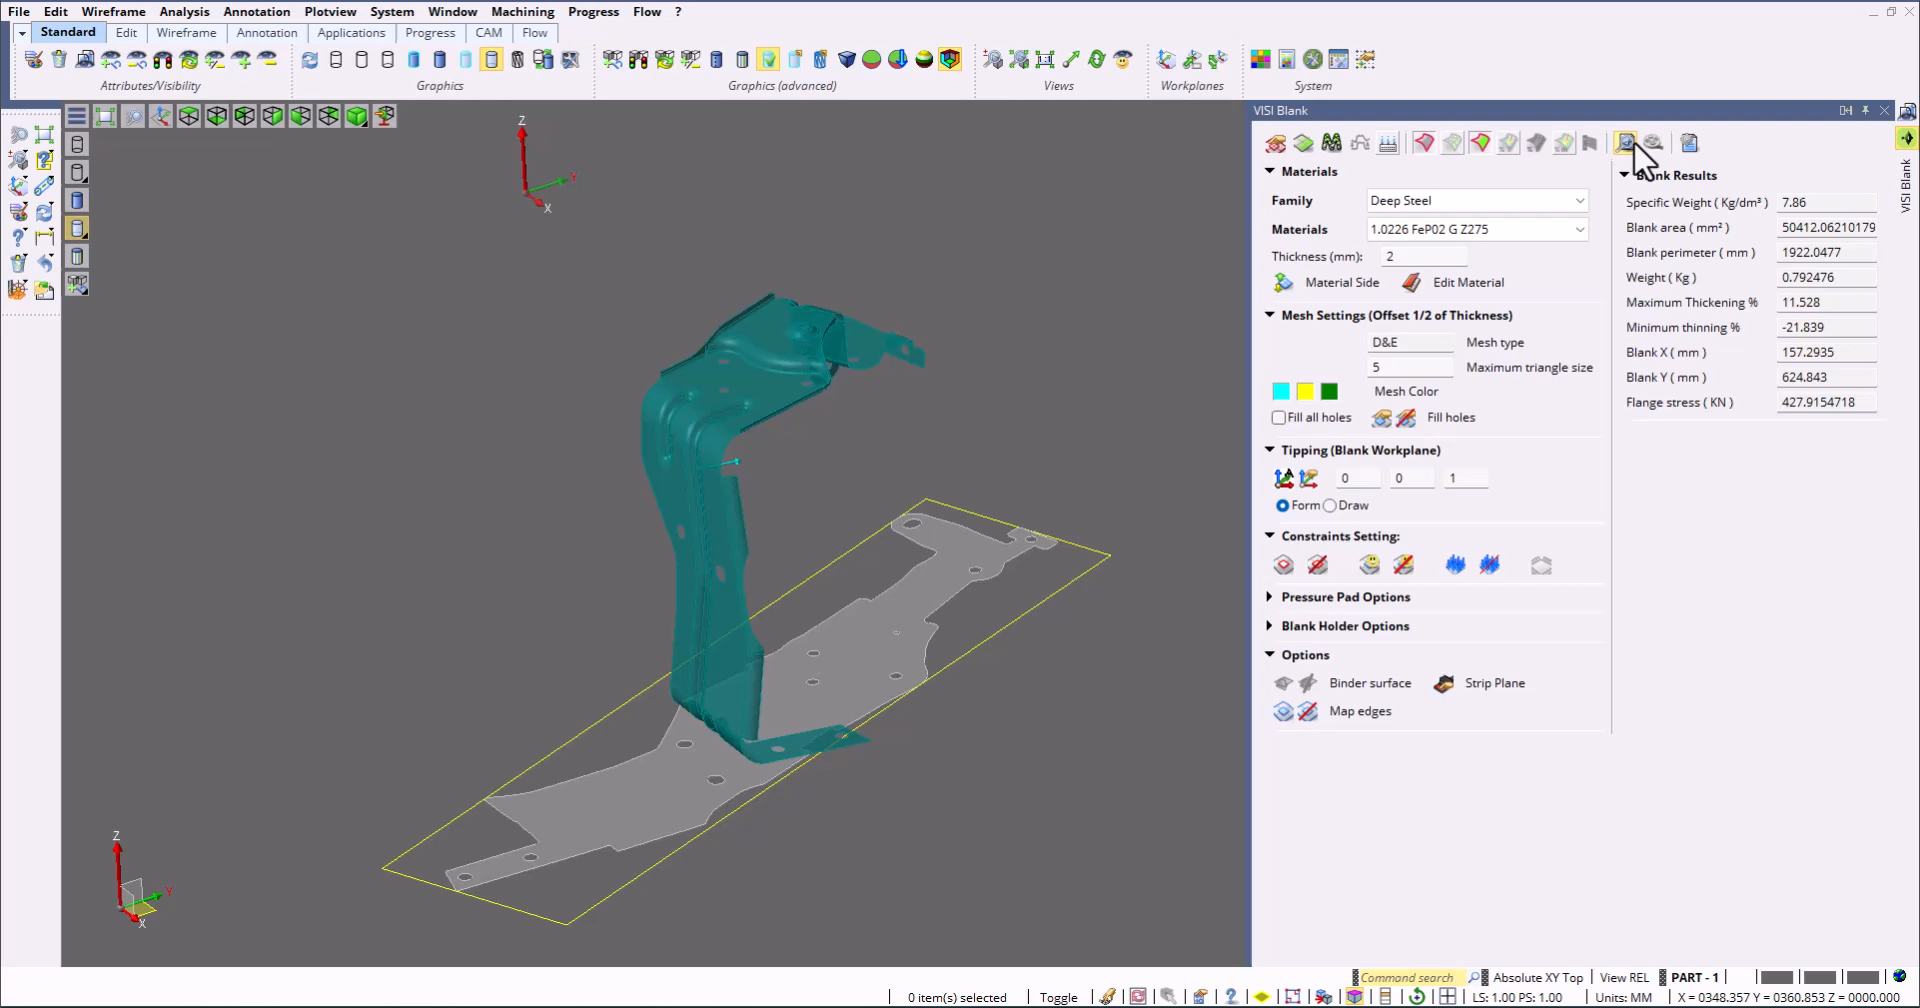 File Edit Wireframe Analysis Annotation Plotview System Window Machining Progress Flow ?
Standard Edit Wireframe Annotation Applications Progress CAM Flow
Attributes/Visibility Graphics Graphics (advanced) Views Workplanes System
VISI Blank
VISI Blank
Materials
Family Deep Steel
Materials 1.0226 FeP02 G Z275
Thickness (mm): 2
Material Side Edit Material
Mesh Settings (Offset 1/2 of Thickness)
D&E Mesh type
5 Maximum triangle size
Mesh Color
Fill all holes Fill holes
Tipping (Blank Workplane)
0 0 1
Form Draw
Constraints Setting:
Pressure Pad Options
Blank Holder Options
Options
Binder surface Strip Plane
Map edges
Results
Specific Weight ( Kg/dm³ ) 7.86
Blank area ( mm² ) 50412.06210179
Blank perimeter ( mm ) 1922.0477
Weight ( Kg ) 0.792476
Maximum Thickening % 11.528
Minimum thinning % -21.839
Blank X ( mm ) 157.2935
Blank Y ( mm ) 624.843
Flange stress ( KN ) 427.9154718
Z
Y
X
Z
Y
X
Command search Absolute XY Top View REL PART - 1
0 item(s) selected Toggle LS: 1.00 PS: 1.00 Units: MM X = 0348.357 Y = 0360.853 Z = 0000.000